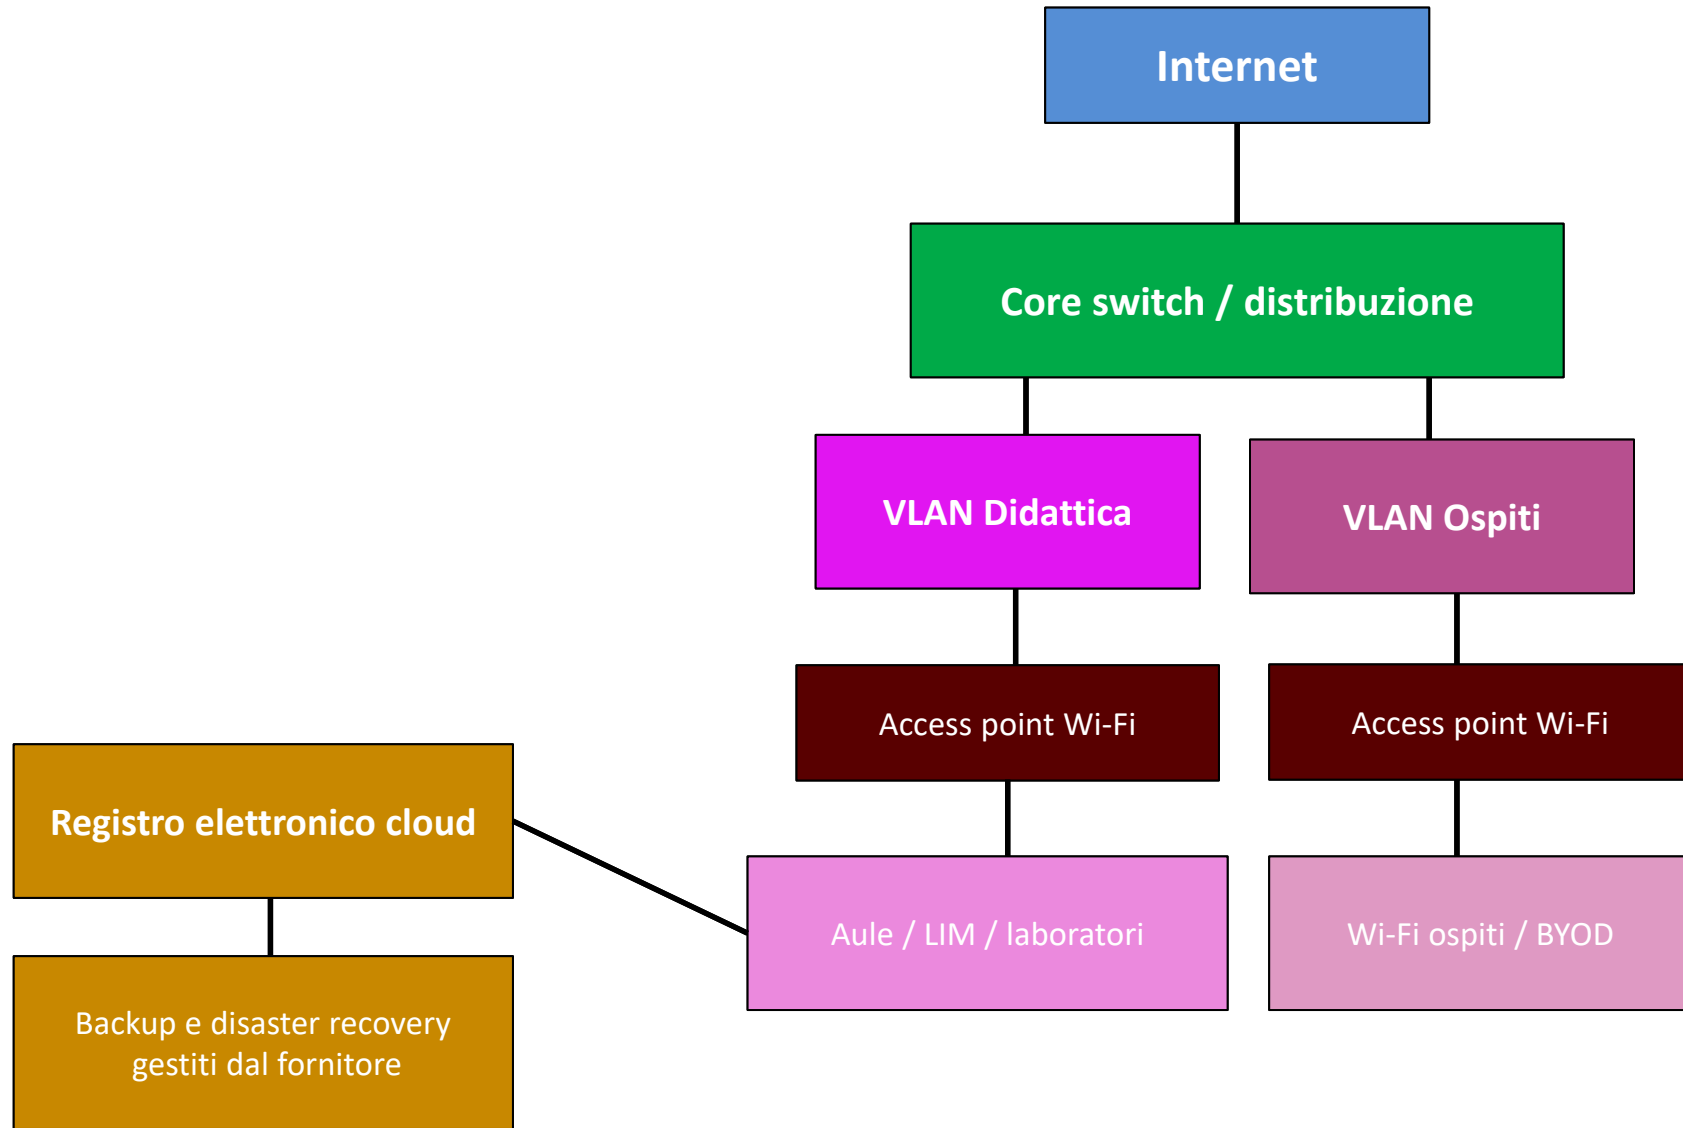 Internet
Core switch / distribuzione
VLAN Didattica
VLAN Ospiti
Access point Wi-Fi
Access point Wi-Fi
Registro elettronico cloud
Aule / LIM / laboratori
Wi-Fi ospiti / BYOD
Backup e disaster recovery
gestiti dal fornitore